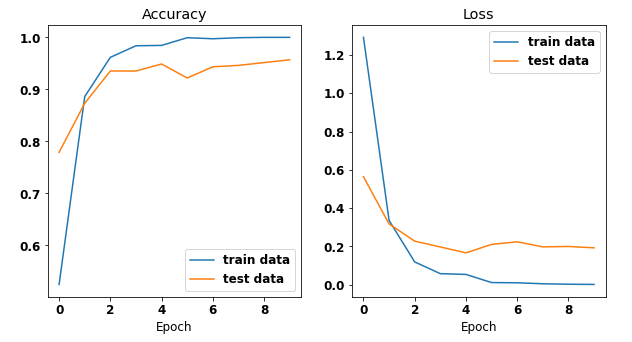 Accuracy
1.0
0.9
0.8
0.7
0.6
train data
test data
0 2 4 6 8
Epoch
Loss
train data
test data
1.2
1.0
0.8
0.6
0.4
0.2
0.0
0 2 4 6 8
Epoch